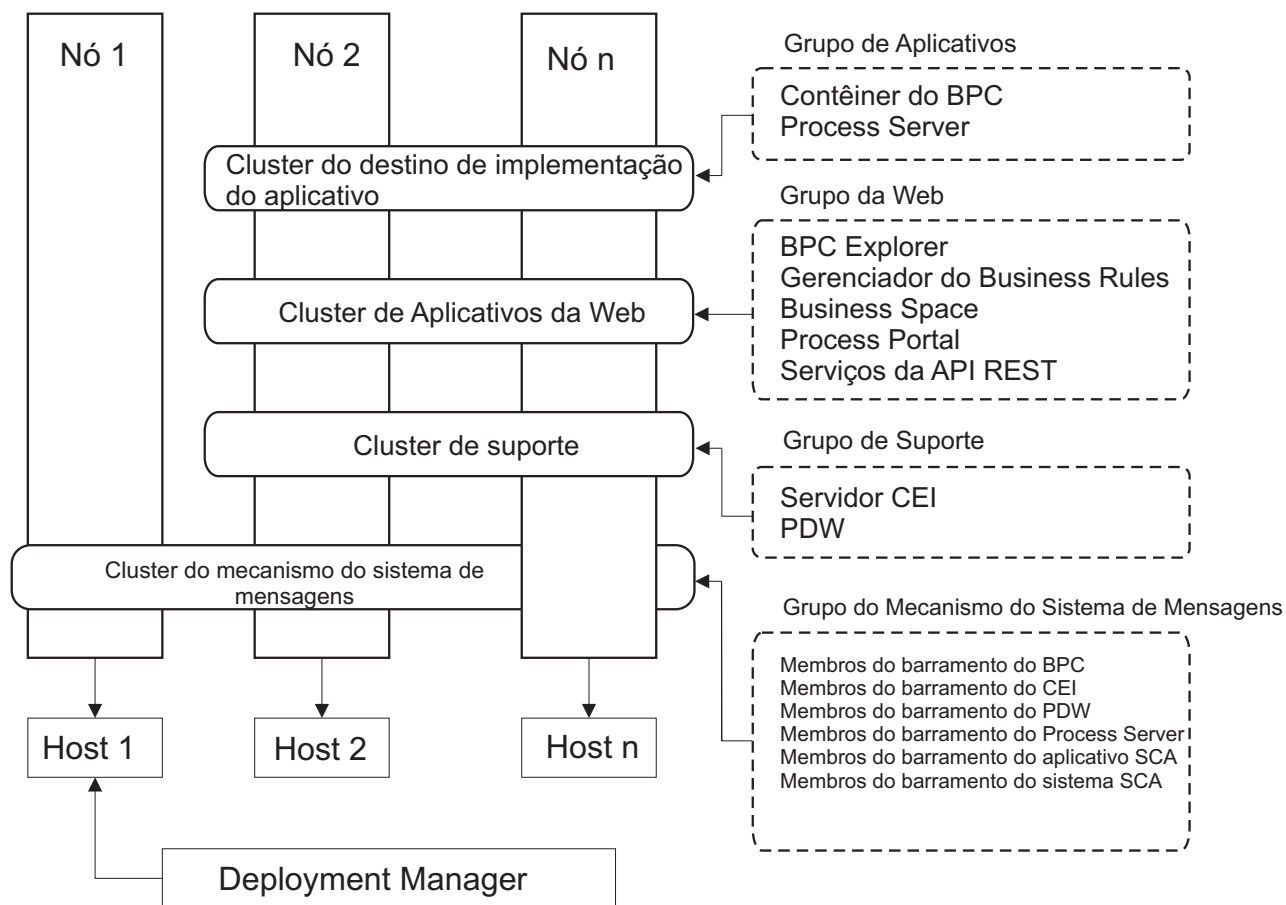 Nó 1
Nó 2
Nó n
Grupo de Aplicativos
Contêiner do BPC
Process Server
Cluster do destino de implementação
do aplicativo
Grupo da Web
BPC Explorer
Gerenciador do Business Rules
Business Space
Process Portal
Serviços da API REST
Cluster de Aplicativos da Web
Cluster de suporte
Grupo de Suporte
Servidor CEI
PDW
Cluster do mecanismo do sistema de
mensagens
Grupo do Mecanismo do Sistema de Mensagens
Membros do barramento do BPC
Membros do barramento do CEI
Membros do barramento do PDW
Membros do barramento do Process Server
Membros do barramento do aplicativo SCA
Membros do barramento do sistema SCA
Host 1
Host 2
Host n
Deployment Manager